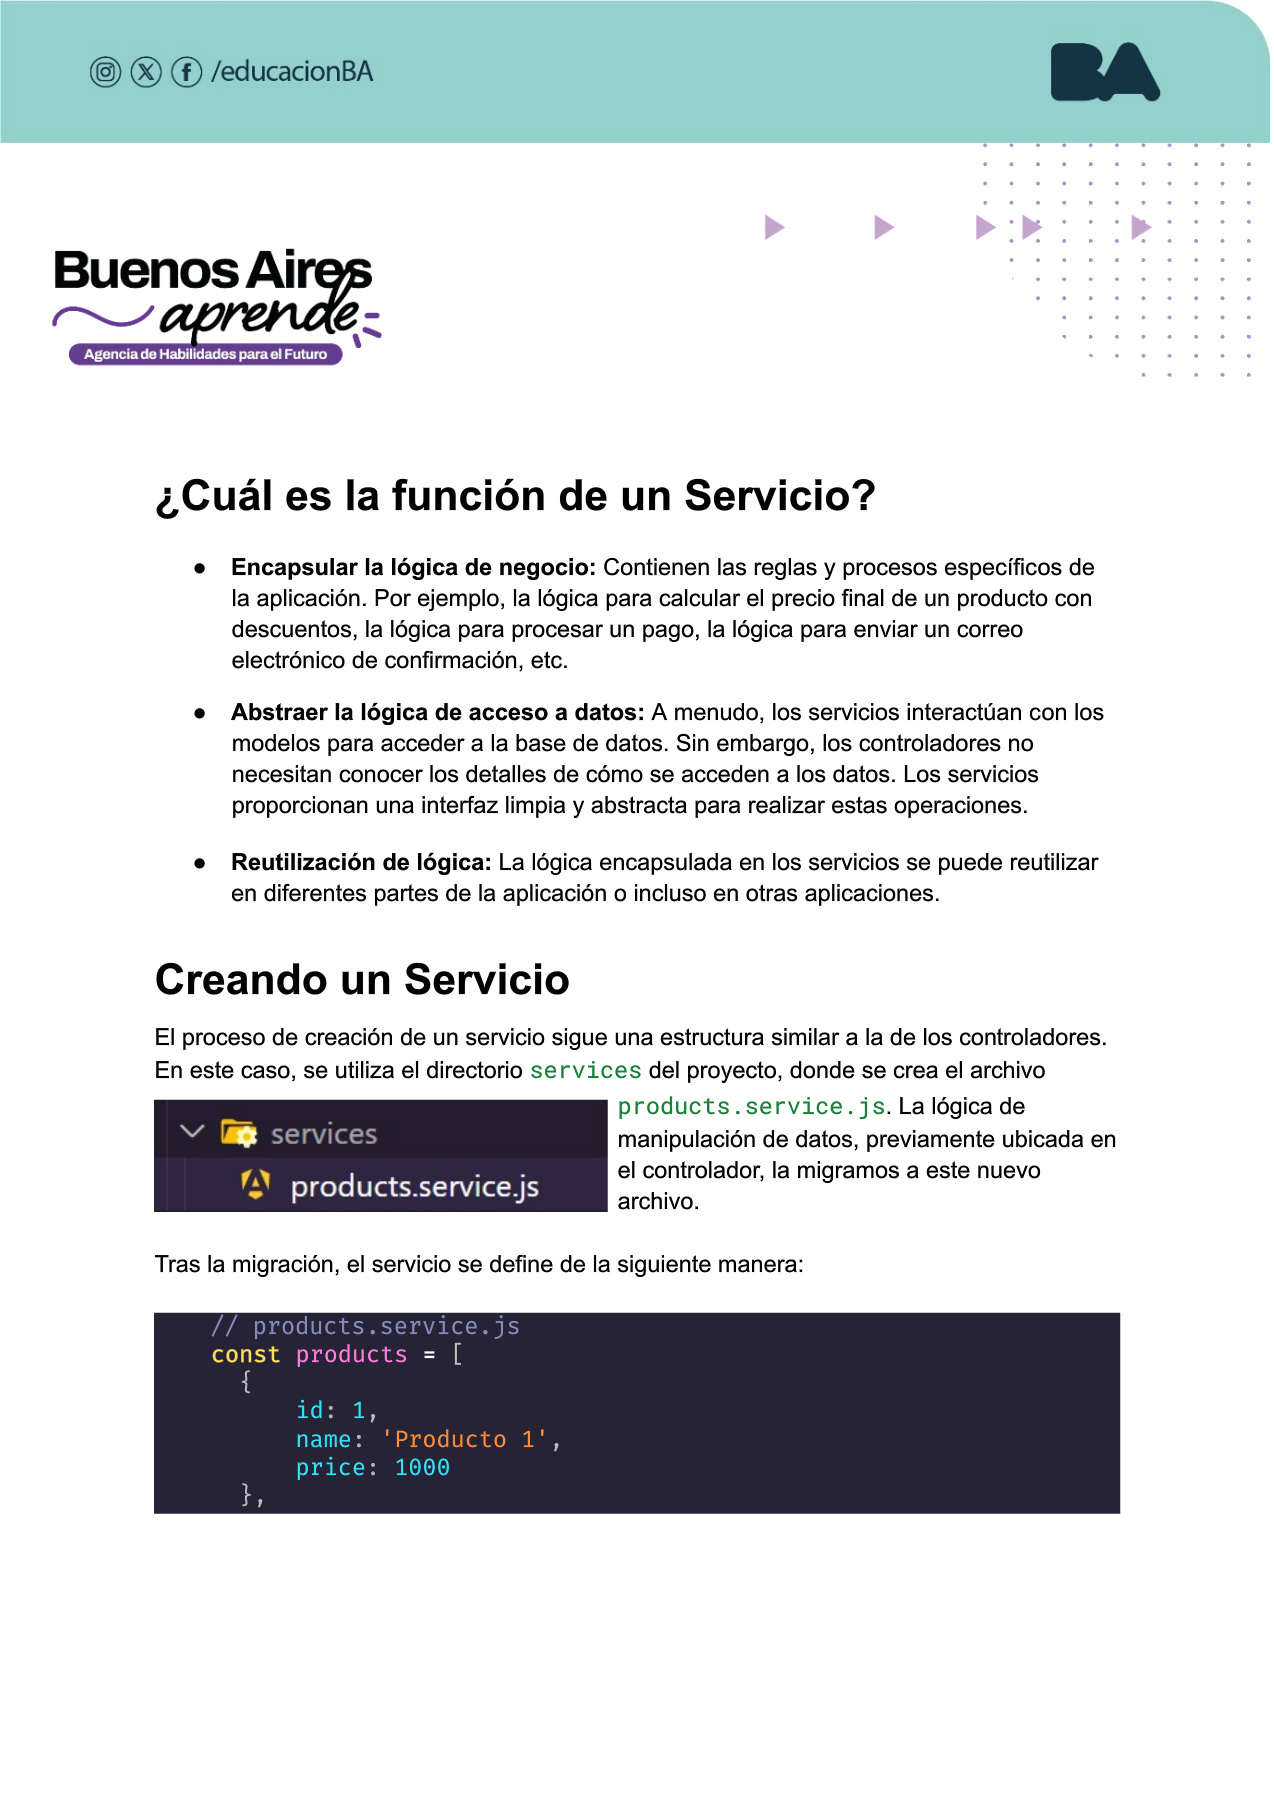 /educacionBA
BA
Buenos Aires
aprende
Agencia de Habilidades para el Futuro
¿Cuál es la función de un Servicio?
● Encapsular la lógica de negocio: Contienen las reglas y procesos específicos de
la aplicación. Por ejemplo, la lógica para calcular el precio final de un producto con
descuentos, la lógica para procesar un pago, la lógica para enviar un correo
electrónico de confirmación, etc.
● Abstraer la lógica de acceso a datos: A menudo, los servicios interactúan con los
modelos para acceder a la base de datos. Sin embargo, los controladores no
necesitan conocer los detalles de cómo se acceden a los datos. Los servicios
proporcionan una interfaz limpia y abstracta para realizar estas operaciones.
● Reutilización de lógica: La lógica encapsulada en los servicios se puede reutilizar
en diferentes partes de la aplicación o incluso en otras aplicaciones.
Creando un Servicio
El proceso de creación de un servicio sigue una estructura similar a la de los controladores.
En este caso, se utiliza el directorio services del proyecto, donde se crea el archivo
services
products.service.js
products.service.js. La lógica de
manipulación de datos, previamente ubicada en
el controlador, la migramos a este nuevo
archivo.
Tras la migración, el servicio se define de la siguiente manera:
// products.service.js
const products = [
{
id: 1,
name: 'Producto 1',
price: 1000
},